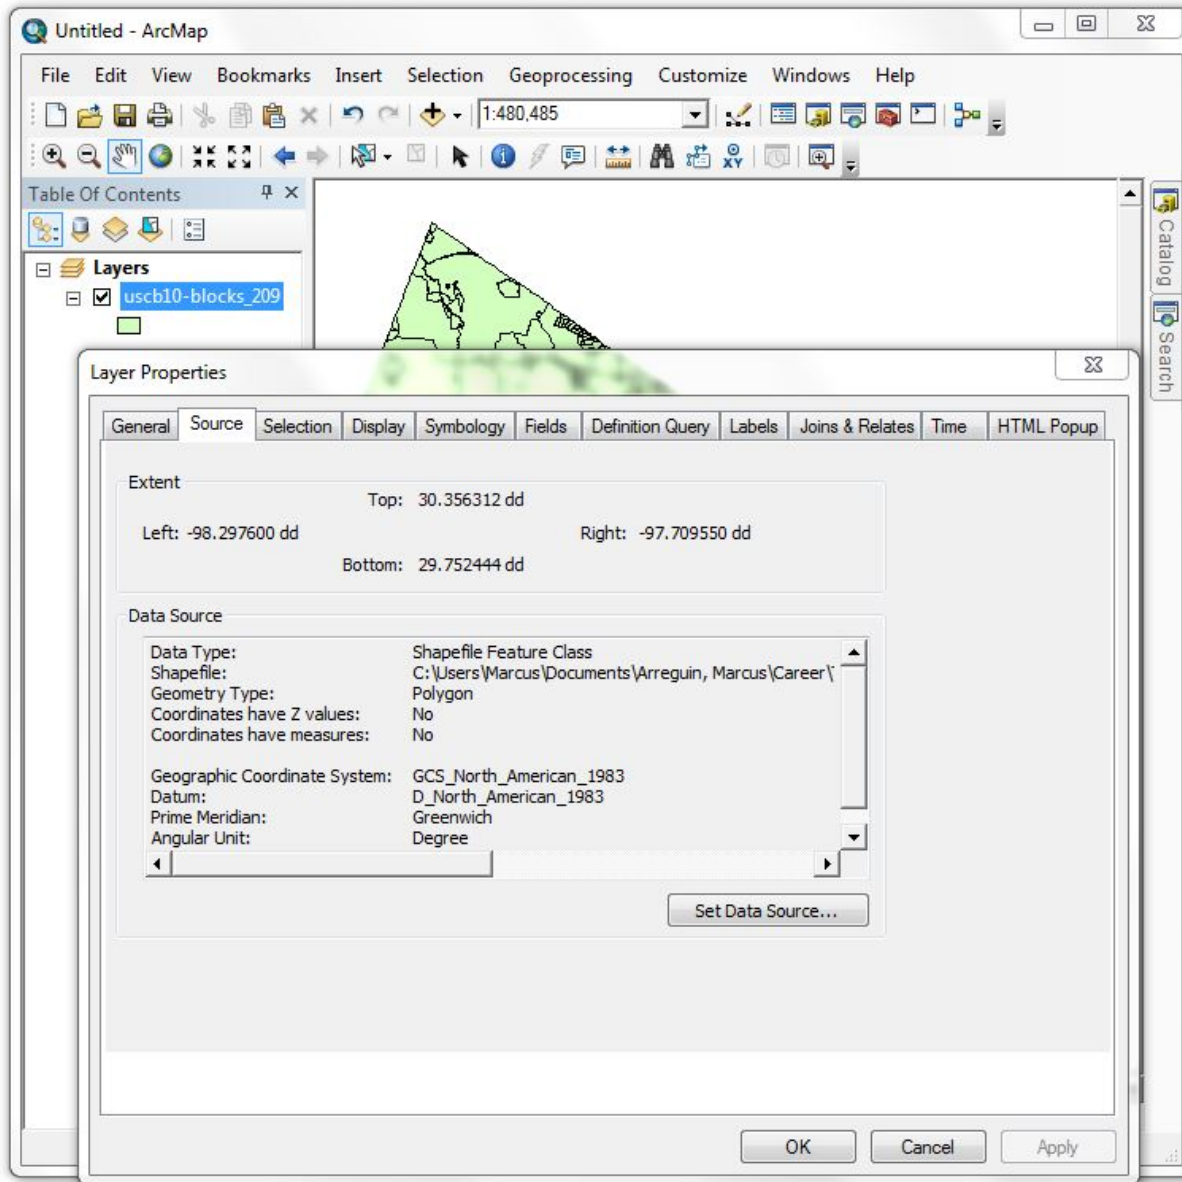 Untitled - ArcMap
File Edit View Bookmarks Insert Selection Geoprocessing Customize Windows Help
1:480,485
XY
Table Of Contents
Layers
uscb10-blocks_209
Catalog
Search
Layer Properties
General Source Selection Display Symbology Fields Definition Query Labels Joins & Relates Time HTML Popup
Extent
Top: 30.356312 dd
Left: -98.297600 dd Right: -97.709550 dd
Bottom: 29.752444 dd
Data Source
Data Type: Shapefile Feature Class
Shapefile: C:\Users\Marcus\Documents\Arreguin, Marcus\Career\
Geometry Type: Polygon
Coordinates have Z values: No
Coordinates have measures: No
Geographic Coordinate System: GCS_North_American_1983
Datum: D_North_American_1983
Prime Meridian: Greenwich
Angular Unit: Degree
Set Data Source...
OK Cancel Apply